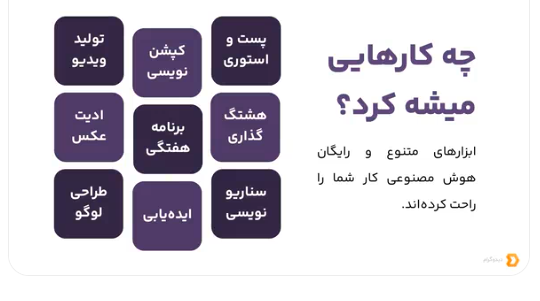 چه کارهایی
میشه کرد؟
ابزارهای متنوع و رایگان
هوش مصنوعی کار شما را
راحت کرده‌اند.
پست و
استوری
کپشن
نویسی
تولید
ویدیو
هشتگ
گذاری
برنامه
هفتگی
ادیت
عکس
سناریو
نویسی
ایده‌یابی
طراحی
لوگو